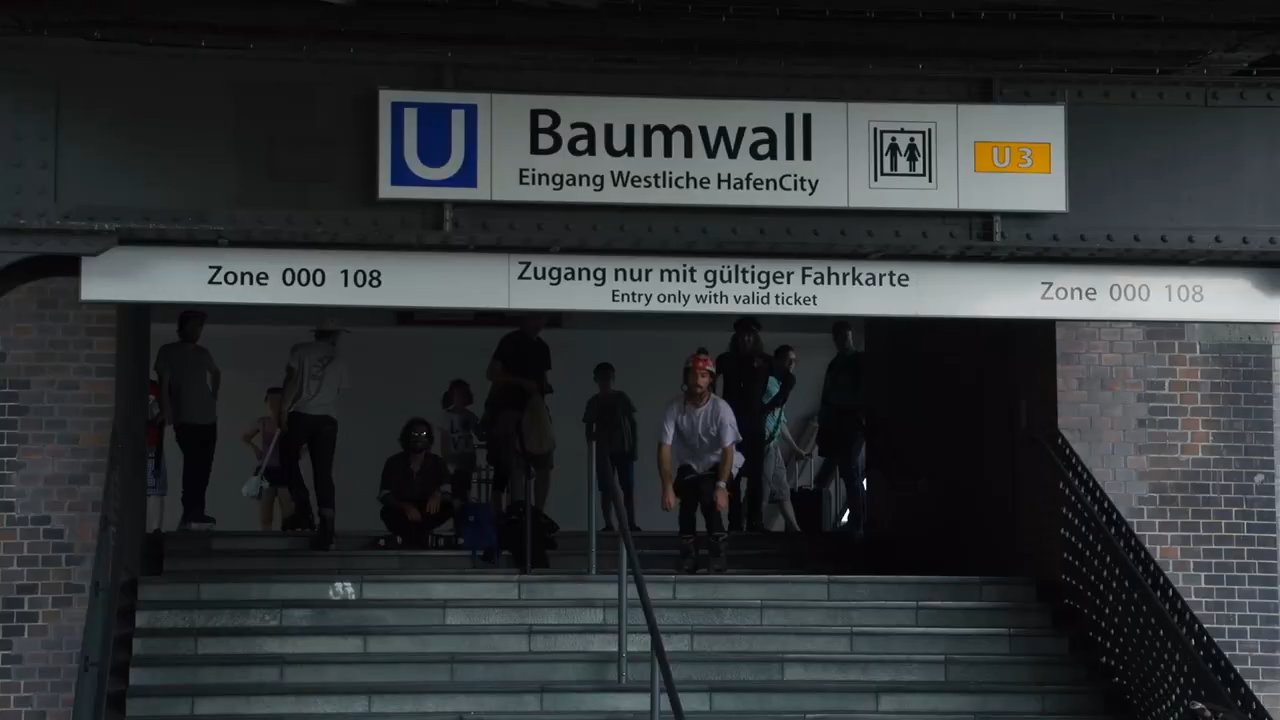 U
Baumwall
Eingang Westliche HafenCity
U3
Zone 000 108
Zugang nur mit gültiger Fahrkarte
Entry only with valid ticket
Zone 000 108